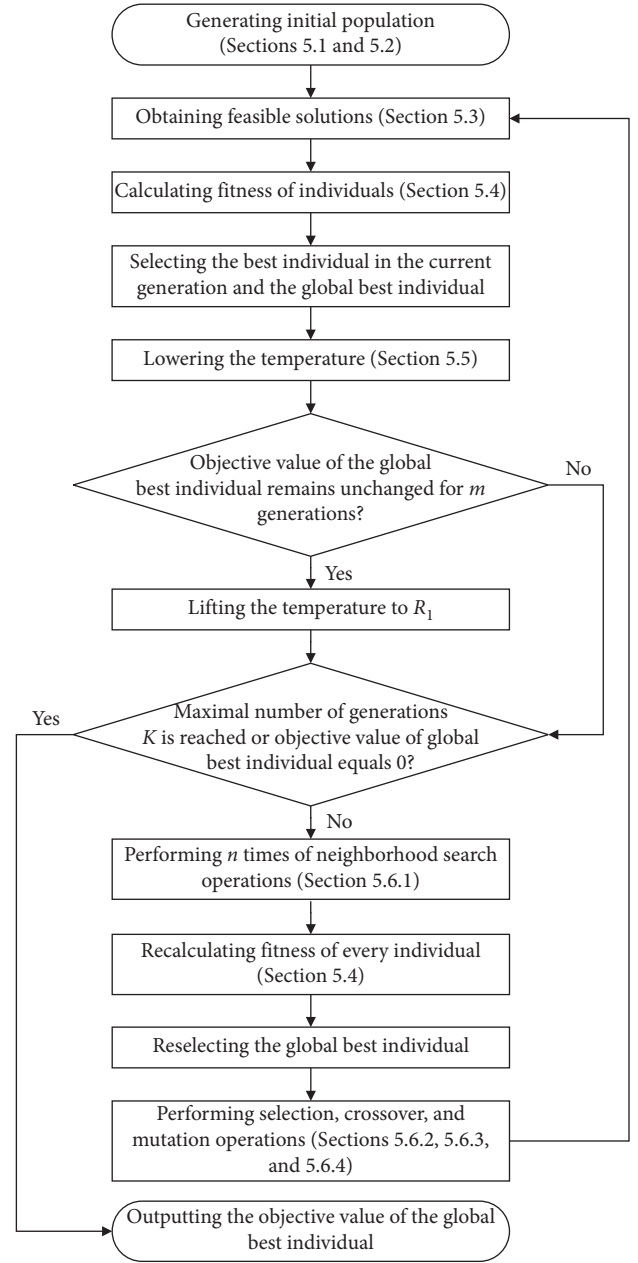 Generating initial population
(Sections 5.1 and 5.2)
Obtaining feasible solutions (Section 5.3)
Calculating fitness of individuals (Section 5.4)
Selecting the best individual in the current
generation and the global best individual
Lowering the temperature (Section 5.5)
Objective value of the global
best individual remains unchanged for m
generations?
No
Yes
Lifting the temperature to R₁
Maximal number of generations
K is reached or objective value of global
best individual equals 0?
Yes
No
Performing n times of neighborhood search
operations (Section 5.6.1)
Recalculating fitness of every individual
(Section 5.4)
Reselecting the global best individual
Performing selection, crossover, and
mutation operations (Sections 5.6.2, 5.6.3,
and 5.6.4)
Outputting the objective value of the global
best individual